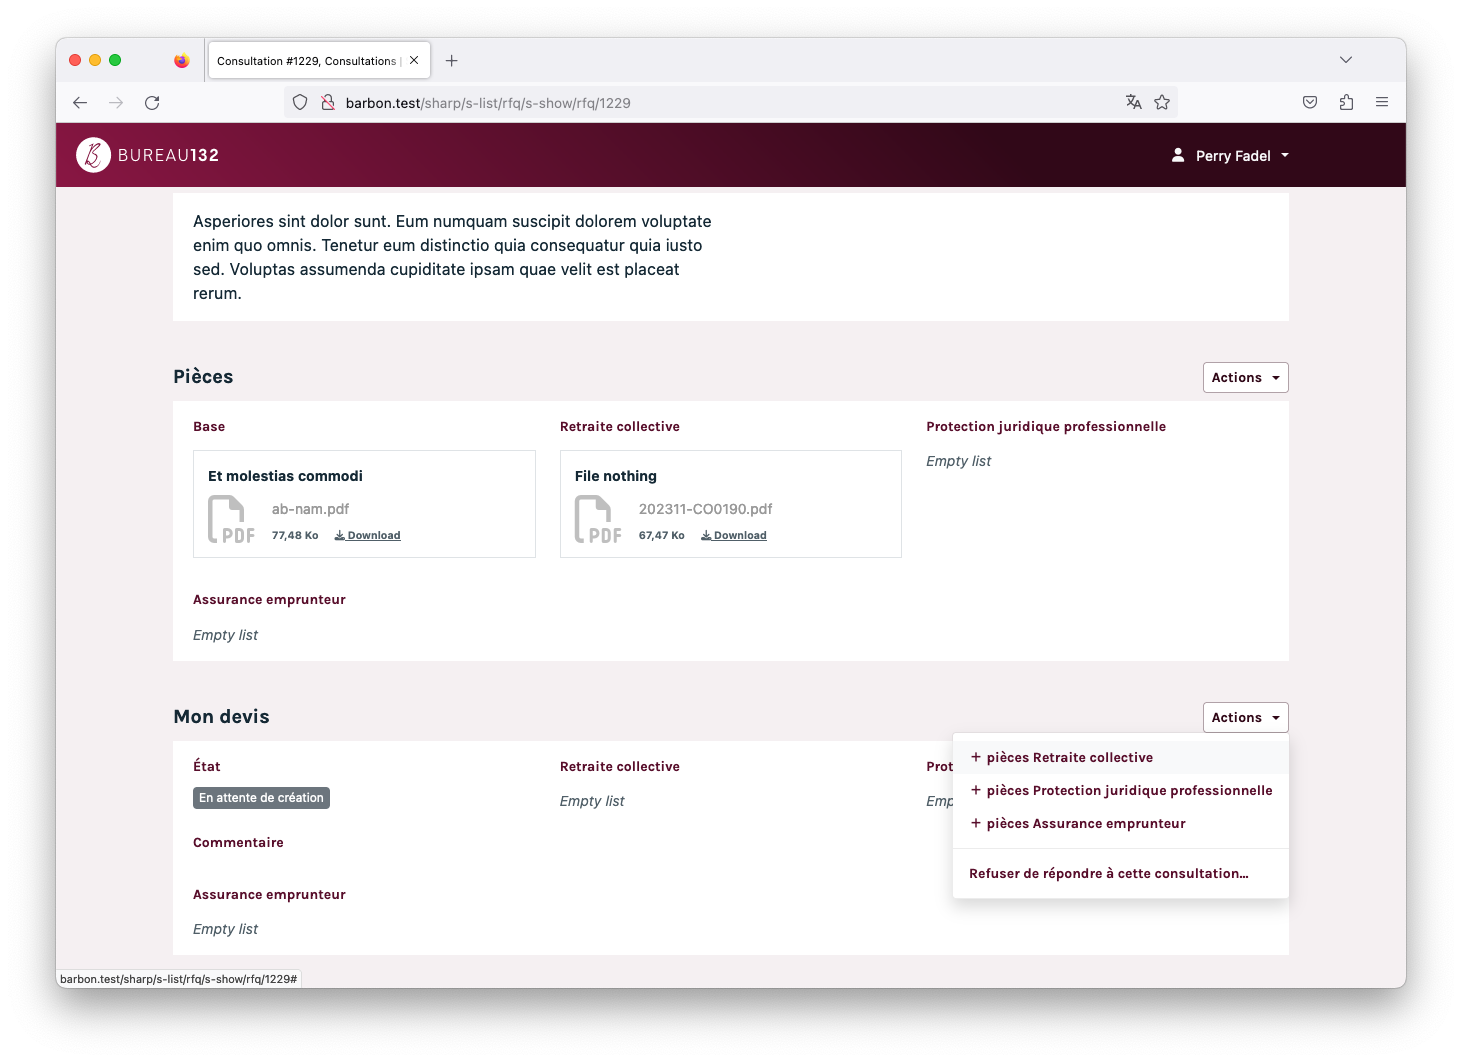 Consultation #1229, Consultations |
barbon.test/sharp/s-list/rfq/s-show/rfq/1229
BUREAU132
Perry Fadel
Asperiores sint dolor sunt. Eum numquam suscipit dolorem voluptate
enim quo omnis. Tenetur eum distinctio quia consequatur quia iusto
sed. Voluptas assumenda cupiditate ipsam quae velit est placeat
rerum.
Pièces
Actions
Base
Retraite collective
Protection juridique professionnelle
Et molestias commodi
File nothing
Empty list
PDF
ab-nam.pdf
77,48 Ko
Download
PDF
202311-CO0190.pdf
67,47 Ko
Download
Assurance emprunteur
Empty list
Mon devis
Actions
État
Retraite collective
Prot
En attente de création
Empty list
Emp
+ pièces Retraite collective
+ pièces Protection juridique professionnelle
+ pièces Assurance emprunteur
Refuser de répondre à cette consultation...
Commentaire
Assurance emprunteur
Empty list
barbon.test/sharp/s-list/rfq/s-show/rfq/1229#